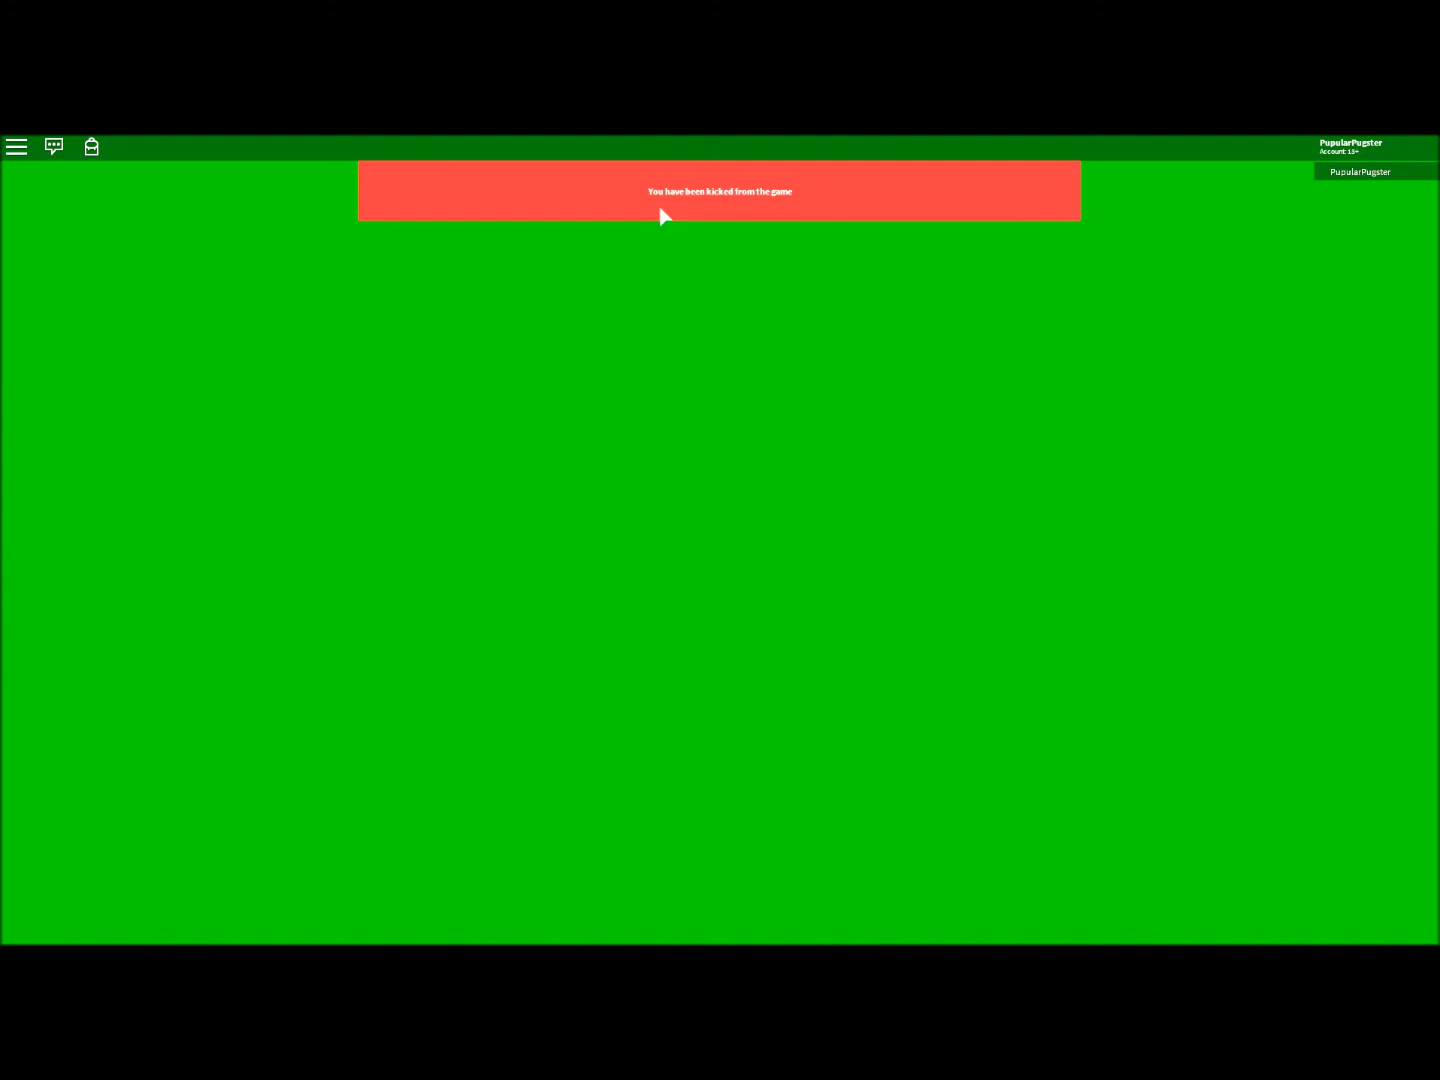 PupularPugster
Account: 13+
PupularPugster
You have been kicked from the game